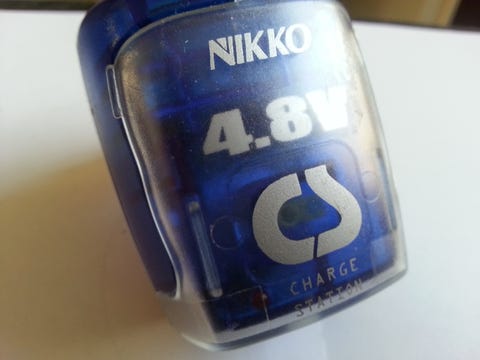 NIKKO
4.8V
CS
CHARGE
STATION